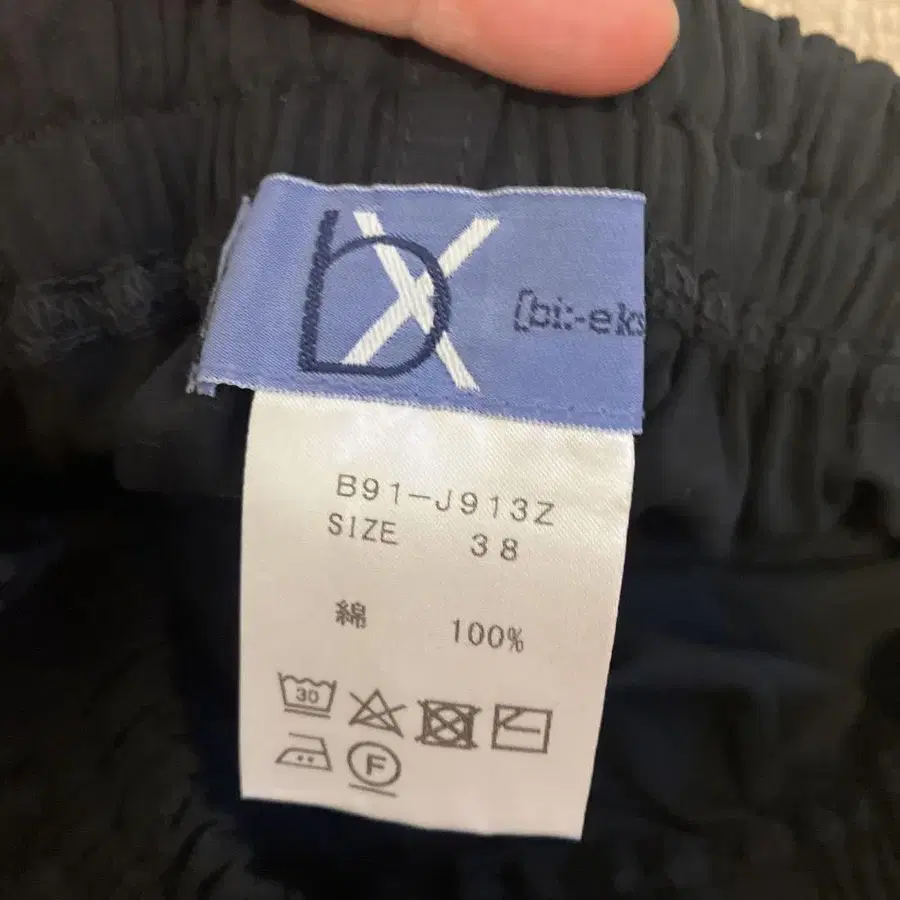 bX
[bi:-eks
B91-J913Z
SIZE 38
綿 100%
30
F